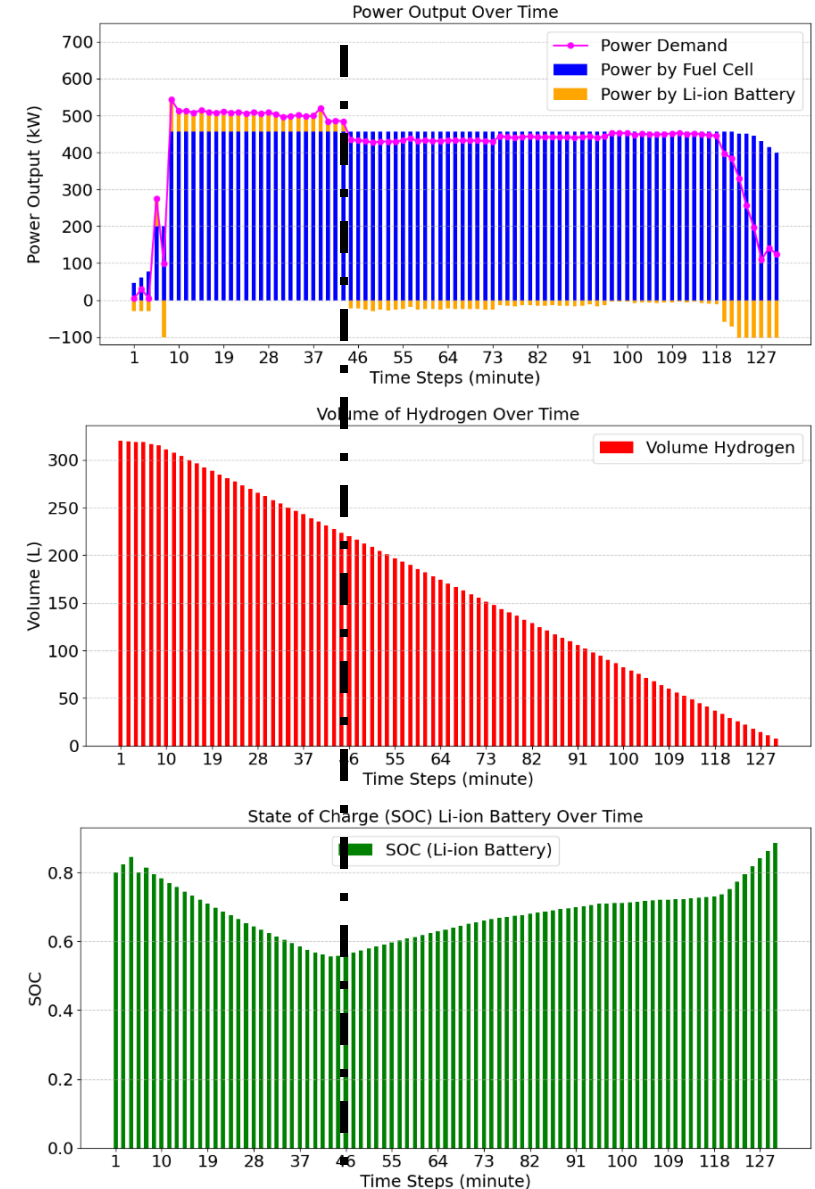 Power Output Over Time
700
600
500
400
300
200
100
0
−100
Power Output (kW)
Power Demand
Power by Fuel Cell
Power by Li-ion Battery
1 10 19 28 37 46 55 64 73 82 91 100 109 118 127
Time Steps (minute)
Volume of Hydrogen Over Time
300
250
200
150
100
50
0
Volume (L)
Volume Hydrogen
1 10 19 28 37 46 55 64 73 82 91 100 109 118 127
Time Steps (minute)
State of Charge (SOC) Li-ion Battery Over Time
0.8
0.6
0.4
0.2
0.0
SOC
SOC (Li-ion Battery)
1 10 19 28 37 46 55 64 73 82 91 100 109 118 127
Time Steps (minute)